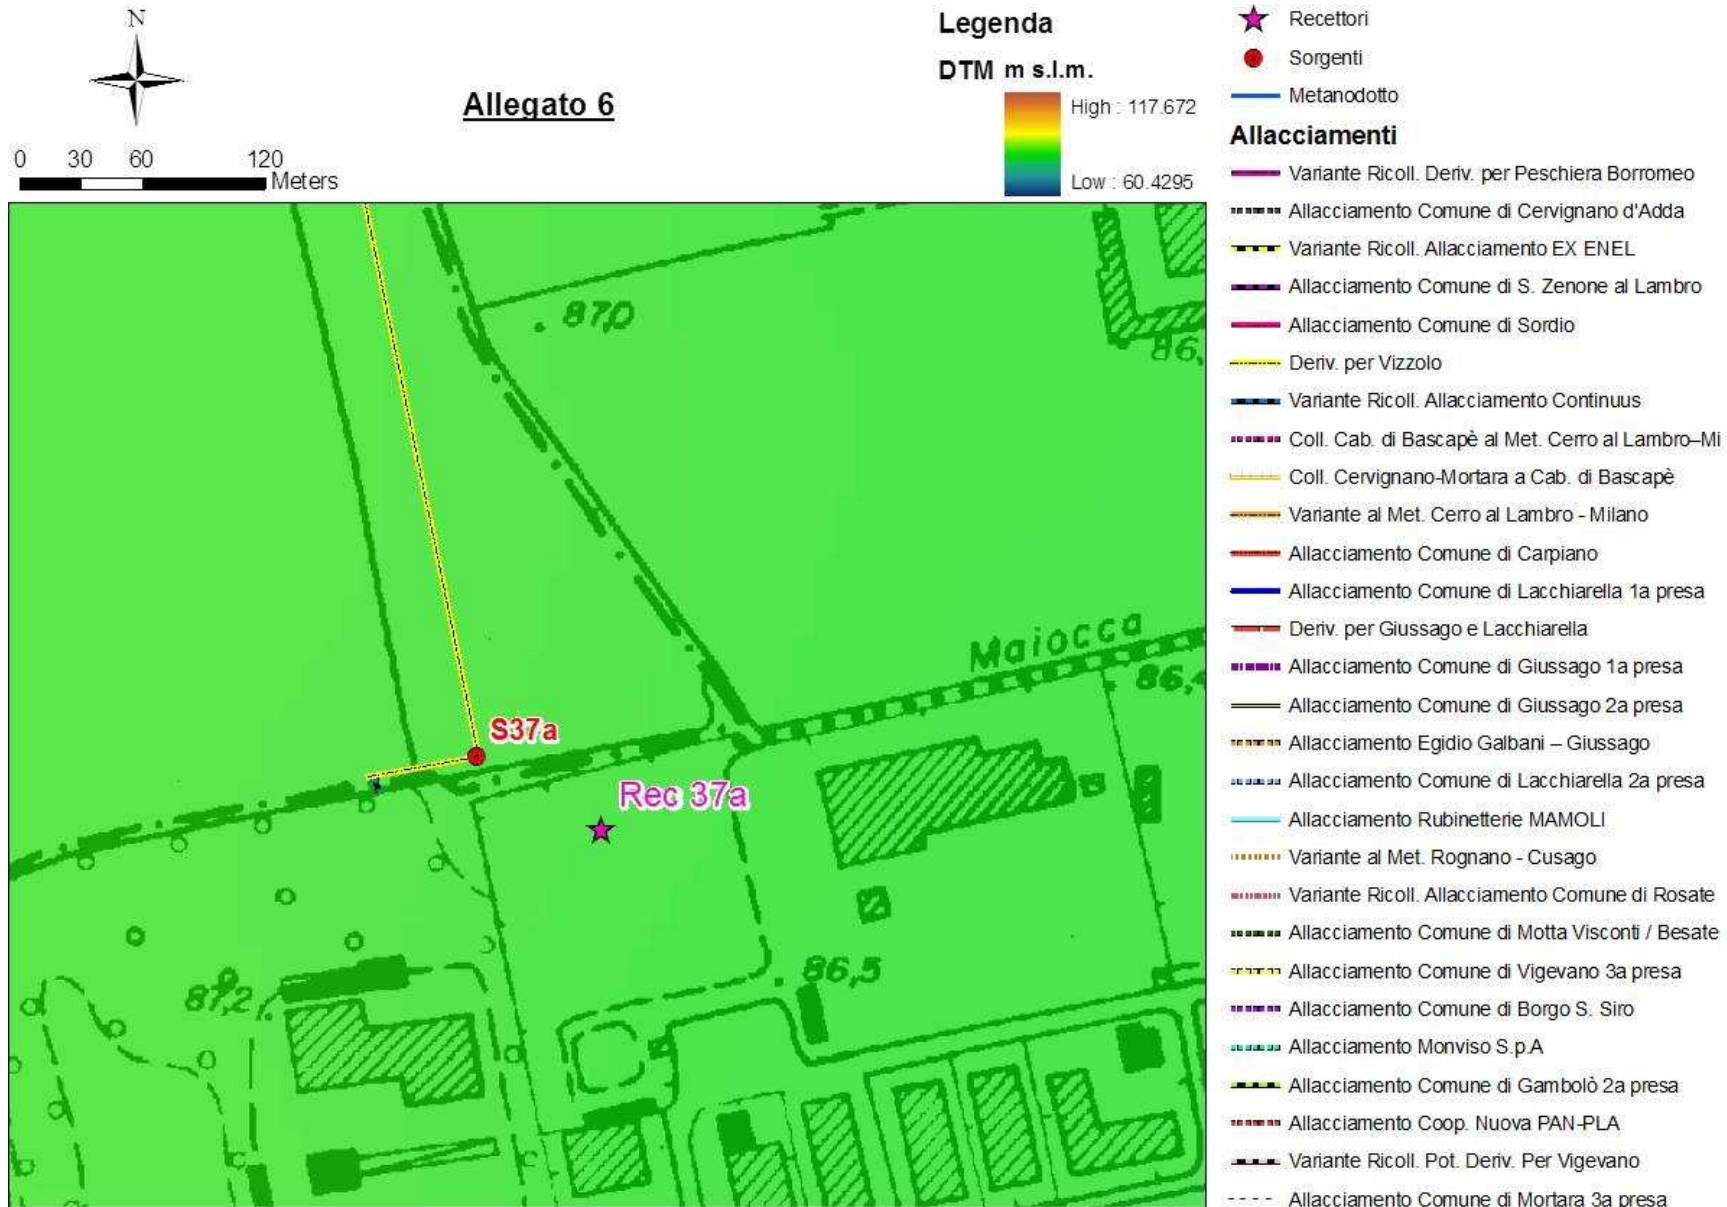 N
Allegato 6
0 30 60 120
Meters
Legenda
DTM m s.l.m.
High : 117.672
Low : 60.4295
Recettori
Sorgenti
Metanodotto
Allacciamenti
Variante Ricoll. Deriv. per Peschiera Borromeo
Allacciamento Comune di Cervignano d'Adda
Variante Ricoll. Allacciamento EX ENEL
Allacciamento Comune di S. Zenone al Lambro
Allacciamento Comune di Sordio
Deriv. per Vizzolo
Variante Ricoll. Allacciamento Continuus
Coll. Cab. di Bascapè al Met. Cerro al Lambro–Mi
Coll. Cervignano-Mortara a Cab. di Bascapè
Variante al Met. Cerro al Lambro - Milano
Allacciamento Comune di Carpiano
Allacciamento Comune di Lacchiarella 1a presa
Deriv. per Giussago e Lacchiarella
Allacciamento Comune di Giussago 1a presa
Allacciamento Comune di Giussago 2a presa
Allacciamento Egidio Galbani – Giussago
Allacciamento Comune di Lacchiarella 2a presa
Allacciamento Rubinetterie MAMOLI
Variante al Met. Rognano - Cusago
Variante Ricoll. Allacciamento Comune di Rosate
Allacciamento Comune di Motta Visconti / Besate
Allacciamento Comune di Vigevano 3a presa
Allacciamento Comune di Borgo S. Siro
Allacciamento Monviso S.p.A
Allacciamento Comune di Gambolò 2a presa
Allacciamento Coop. Nuova PAN-PLA
Variante Ricoll. Pot. Deriv. Per Vigevano
Allacciamento Comune di Mortara 3a presa
87,0
86,
Maiocca
86,4
S37a
Rec 37a
86,5
87,2